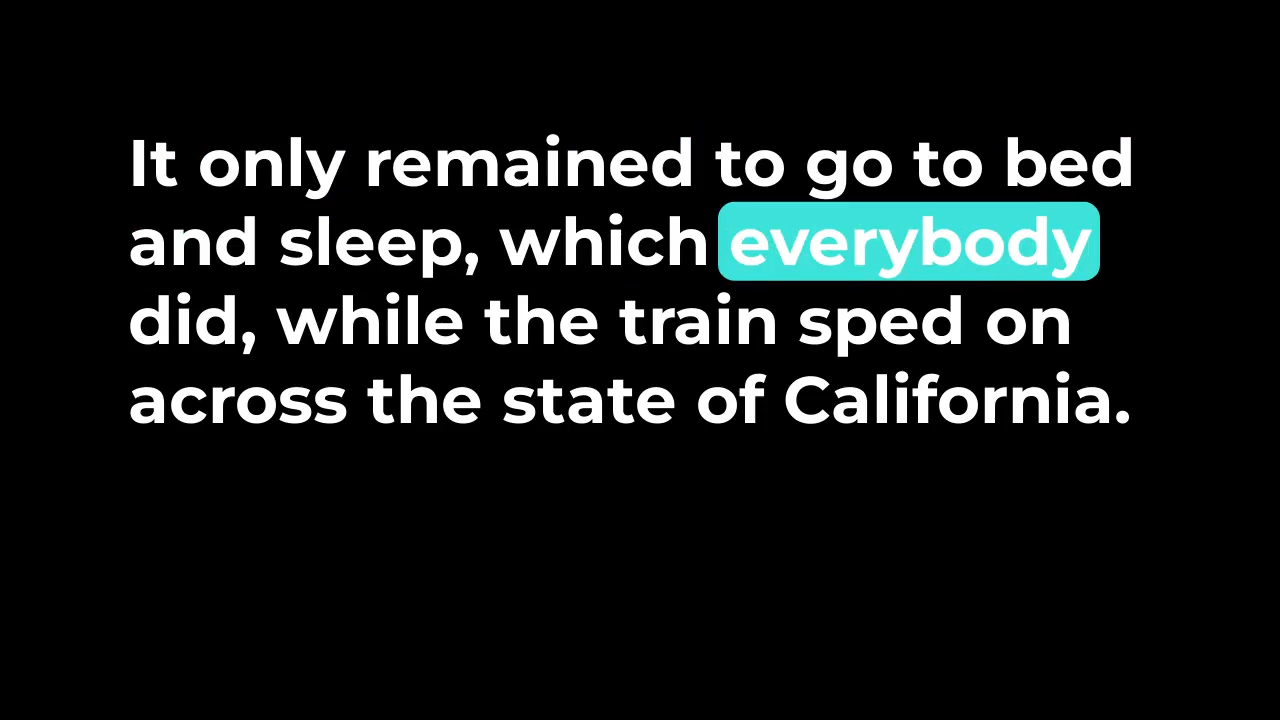 It only remained to go to bed
and sleep, which everybody
did, while the train sped on
across the state of California.